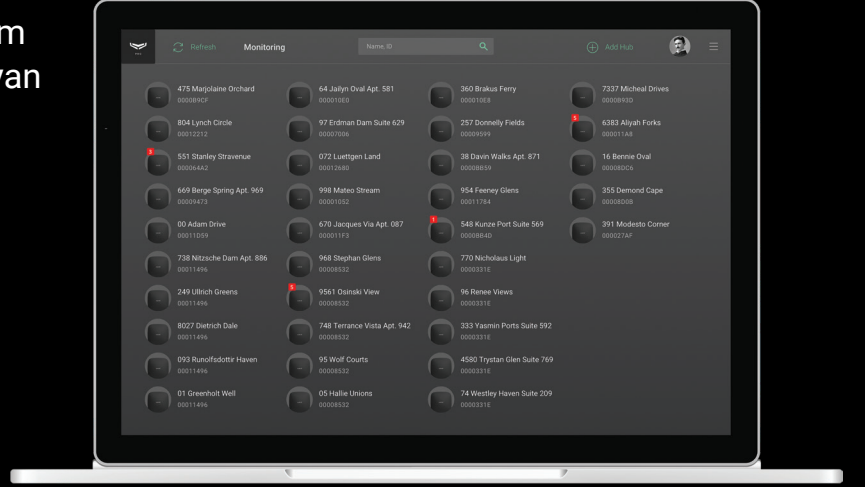 m
van
Refresh
Monitoring
Name, ID
Add Hub
475 Marjolaine Orchard
0000B9CF
804 Lynch Circle
00012212
3
551 Stanley Stravenue
000064A2
669 Berge Spring Apt. 969
00009473
00 Adam Drive
00011D59
738 Nitzsche Dam Apt. 886
00011496
249 Ullrich Greens
00011496
8027 Dietrich Dale
00011496
093 Runolfsdottir Haven
00011496
01 Greenholt Well
00011496
64 Jailyn Oval Apt. 581
000010E0
97 Erdman Dam Suite 629
00007006
072 Luettgen Land
00012680
998 Mateo Stream
00001052
670 Jacques Via Apt. 087
000011F3
968 Stephan Glens
00008532
5
9561 Osinski View
00008532
748 Terrance Vista Apt. 942
00008532
95 Wolf Courts
00008532
05 Hallie Unions
00008532
360 Brakus Ferry
000010E8
257 Donnelly Fields
00009599
38 Davin Walks Apt. 871
00008B59
954 Feeney Glens
00011784
1
548 Kunze Port Suite 569
00008B4D
770 Nicholaus Light
0000331E
96 Renee Views
0000331E
333 Yasmin Ports Suite 592
0000331E
4580 Trystan Glen Suite 769
0000331E
74 Westley Haven Suite 209
0000331E
7337 Micheal Drives
0000B93D
5
6383 Aliyah Forks
000011A8
16 Bennie Oval
00008DC6
355 Demond Cape
00008D0B
391 Modesto Corner
000027AF